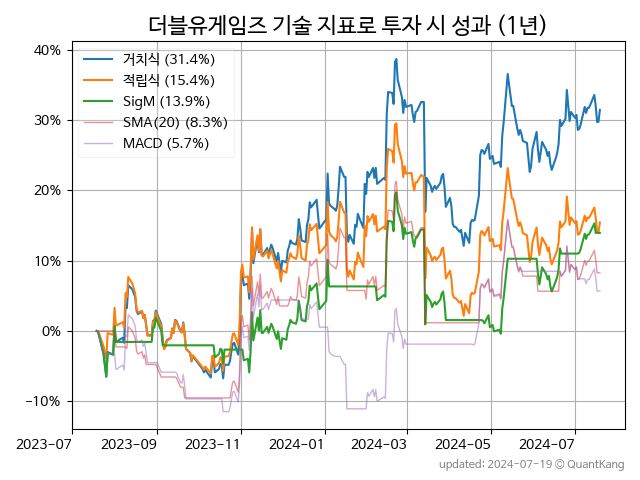 더블유게임즈 기술 지표로 투자 시 성과 (1년)
거치식 (31.4%)
적립식 (15.4%)
SigM (13.9%)
SMA(20) (8.3%)
MACD (5.7%)
40%
30%
20%
10%
0%
−10%
2023-07 2023-09 2023-11 2024-01 2024-03 2024-05 2024-07
updated: 2024-07-19 © QuantKang